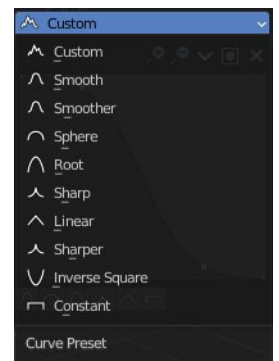 Custom
Custom
Smooth
Smoother
Sphere
Root
Sharp
Linear
Sharper
Inverse Square
Constant
Curve Preset